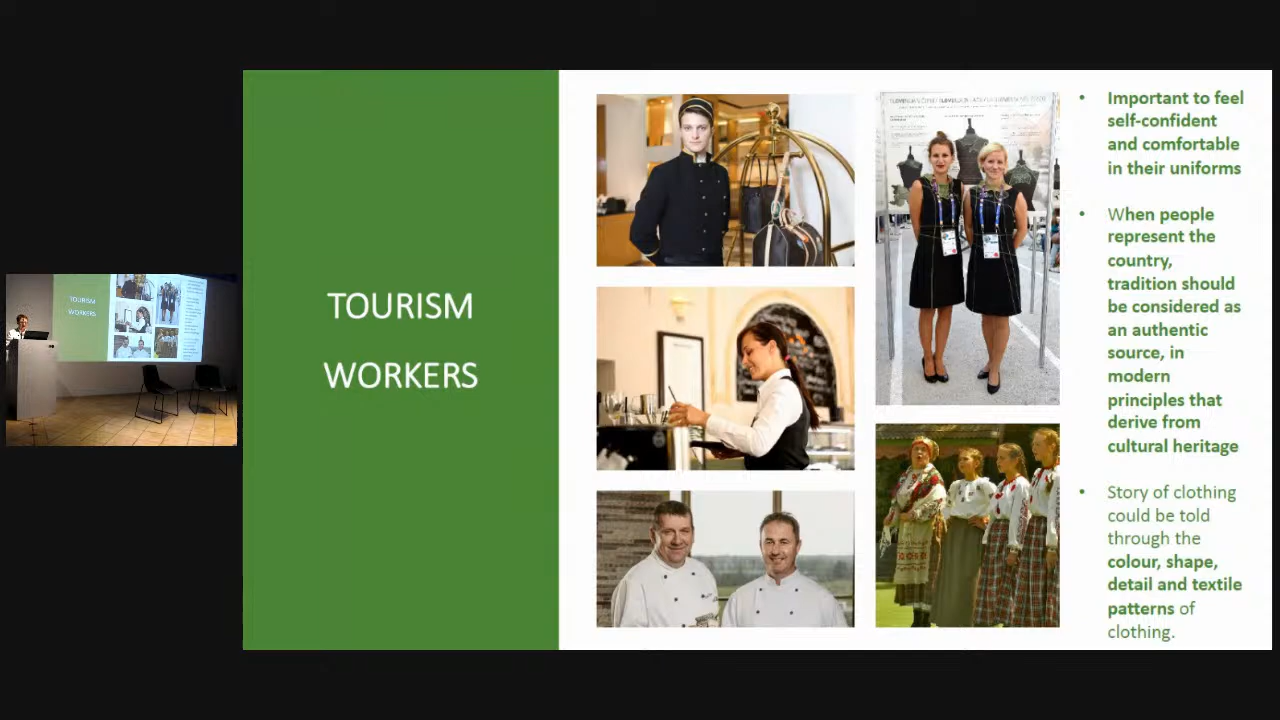 TOURISM
WORKERS
• Important to feel
self-confident
and comfortable
in their uniforms
• When people
represent the
country,
tradition should
be considered as
an authentic
source, in
modern
principles that
derive from
cultural heritage
• Story of clothing
could be told
through the
colour, shape,
detail and textile
patterns of
clothing.
TOURISM
WORKERS